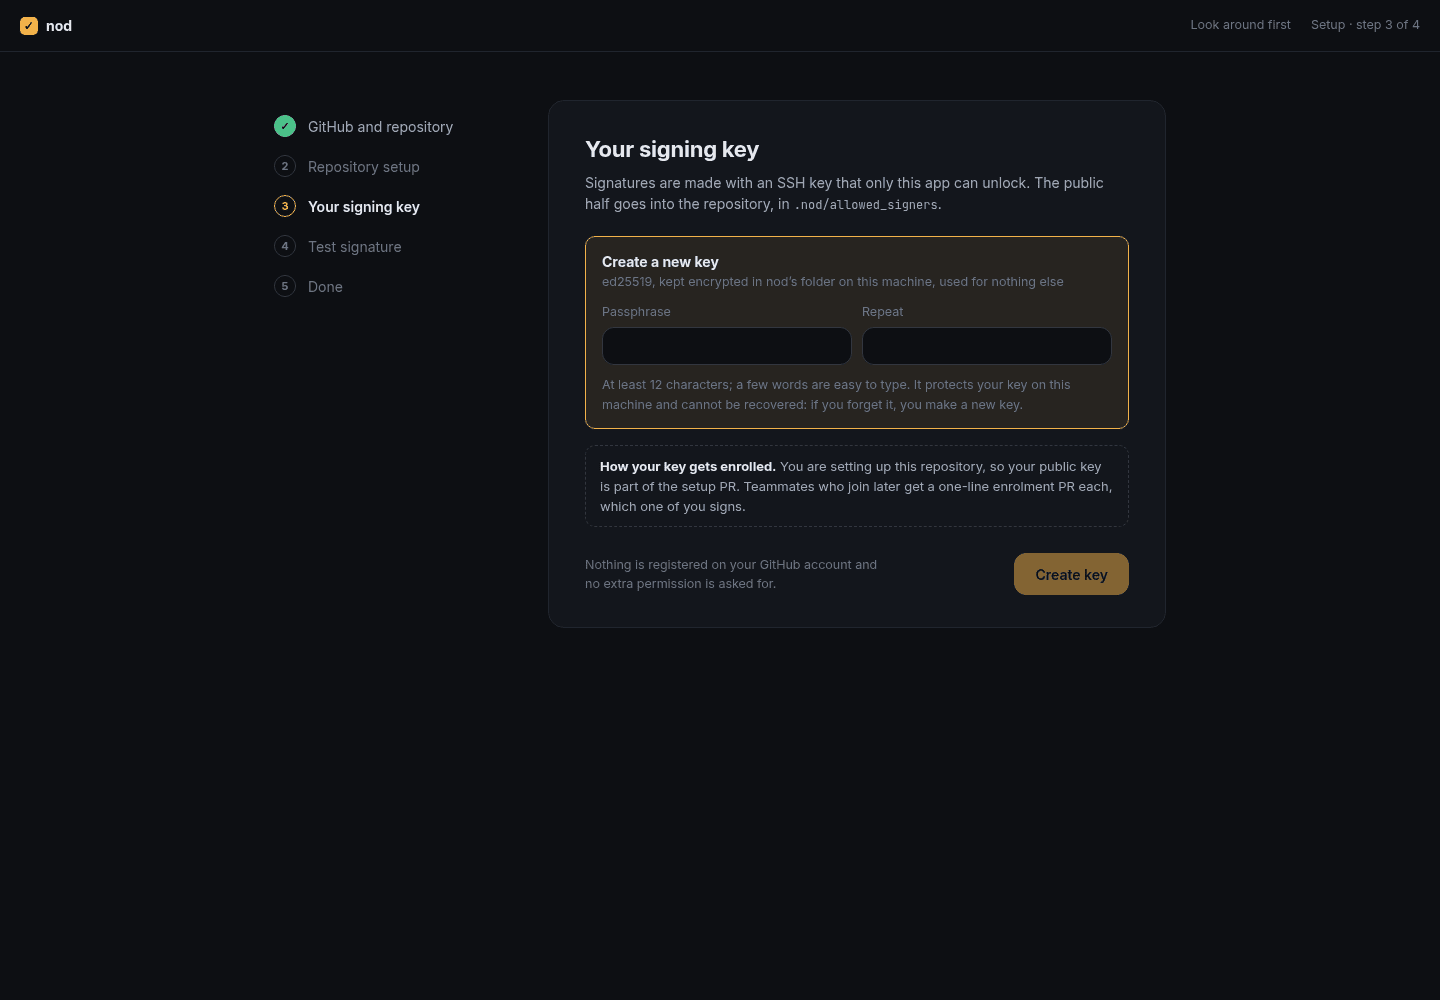 ✓ nod
Look around first
Setup · step 3 of 4
✓ GitHub and repository
2 Repository setup
3 Your signing key
4 Test signature
5 Done
Your signing key
Signatures are made with an SSH key that only this app can unlock. The public
half goes into the repository, in .nod/allowed_signers.
Create a new key
ed25519, kept encrypted in nod’s folder on this machine, used for nothing else
Passphrase
Repeat
At least 12 characters; a few words are easy to type. It protects your key on this
machine and cannot be recovered: if you forget it, you make a new key.
How your key gets enrolled. You are setting up this repository, so your public key
is part of the setup PR. Teammates who join later get a one-line enrolment PR each,
which one of you signs.
Nothing is registered on your GitHub account and
no extra permission is asked for.
Create key